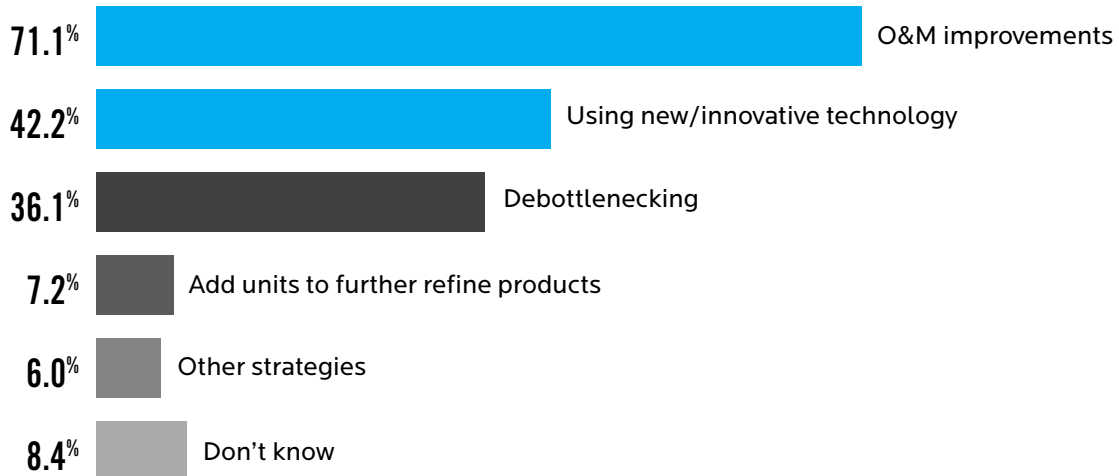 71.1% O&M improvements
42.2% Using new/innovative technology
36.1% Debottlenecking
7.2% Add units to further refine products
6.0% Other strategies
8.4% Don't know